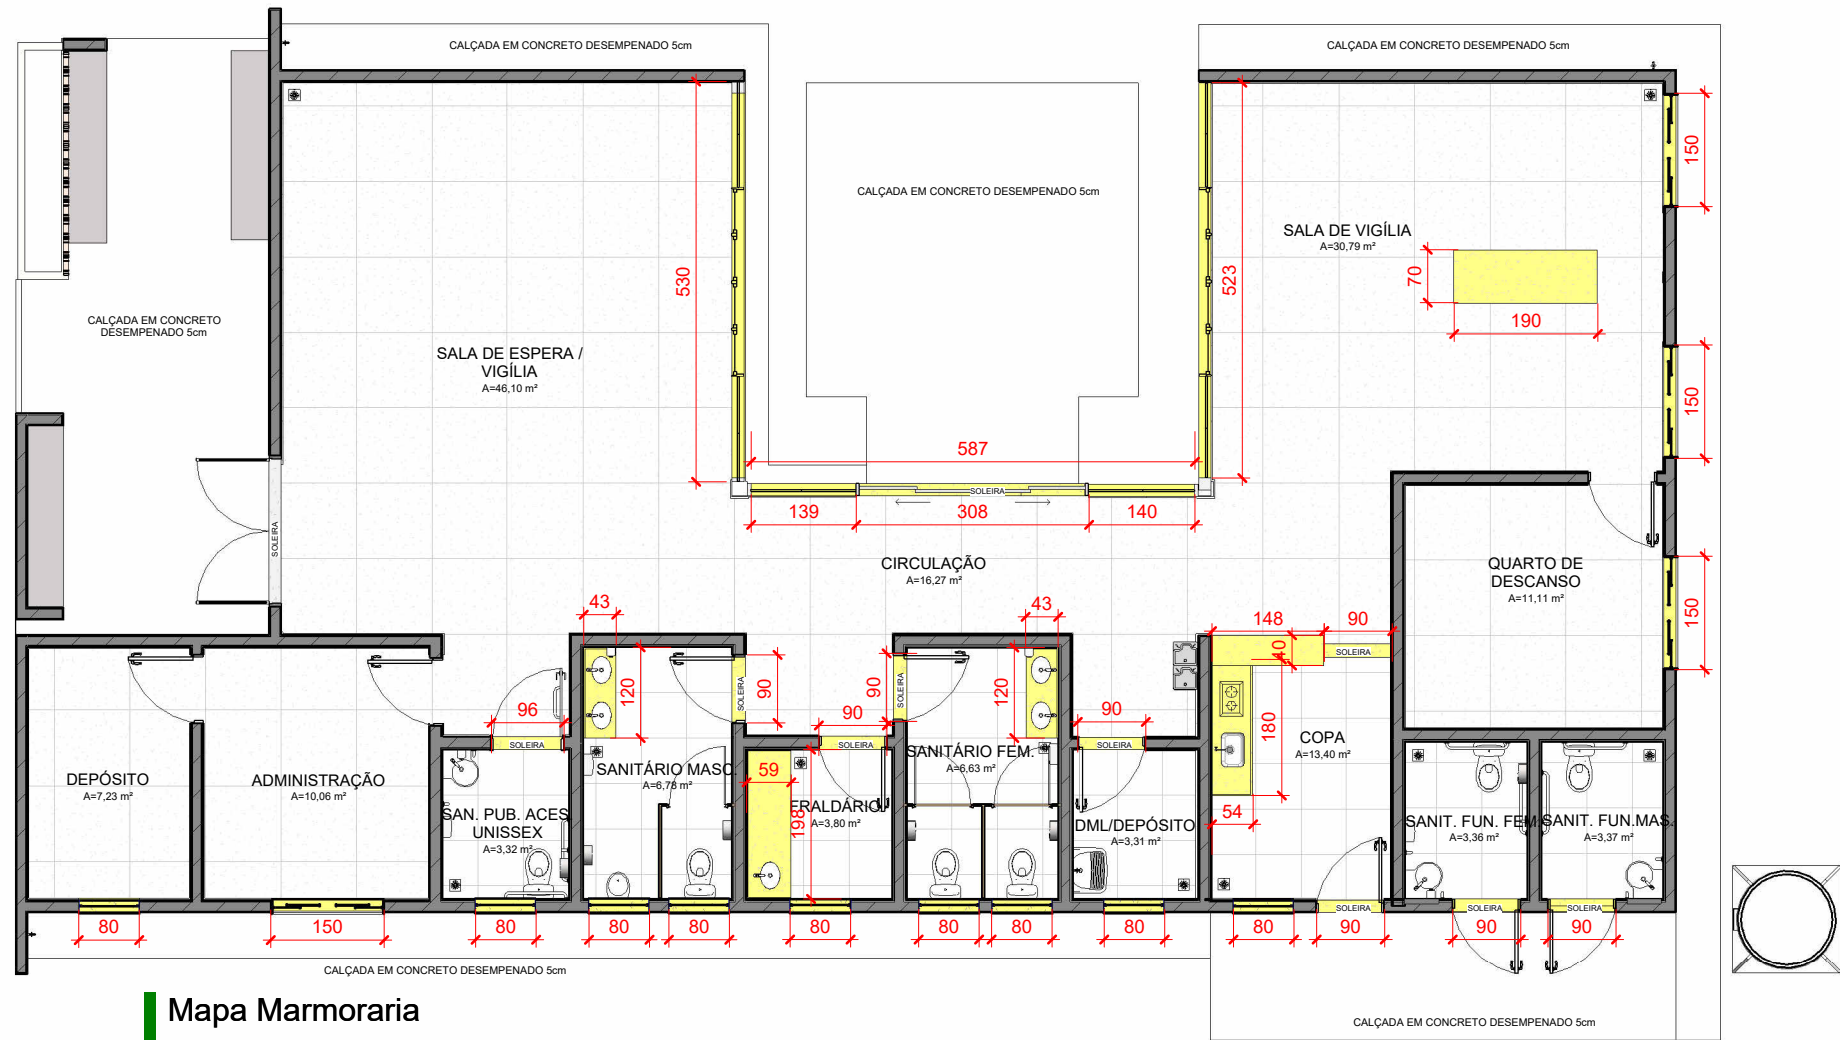 CALÇADA EM CONCRETO DESEMPENADO 5cm
CALÇADA EM CONCRETO DESEMPENADO 5cm
CALÇADA EM CONCRETO DESEMPENADO 5cm
150
SALA DE VIGÍLIA
A=30,79 m²
530
523
70
190
CALÇADA EM CONCRETO
DESEMPENADO 5cm
SALA DE ESPERA /
VIGÍLIA
A=46,10 m²
150
587
SOLEIRA
139
308
140
SOLEIRA
CIRCULAÇÃO
A=16,27 m²
QUARTO DE
DESCANSO
A=11,11 m²
150
43
43
148
90
40
SOLEIRA
120
SOLEIRA
90
90
SOLEIRA
120
96
SOLEIRA
90
SOLEIRA
90
SOLEIRA
180
COPA
A=13,40 m²
DEPÓSITO
A=7,23 m²
ADMINISTRAÇÃO
A=10,06 m²
SANITÁRIO MASC.
A=6,78 m²
59
198
SANITÁRIO FEM.
A=6,63 m²
SAN. PUB. ACES
UNISSEX
A=3,32 m²
FRALDÁRIO
A=3,80 m²
DML/DEPÓSITO
A=3,31 m²
54
SANIT. FUN. FEM.
A=3,36 m²
SANIT. FUN.MAS.
A=3,37 m²
SOLEIRA
SOLEIRA
SOLEIRA
80
150
80
80
80
80
80
80
80
80
90
90
90
CALÇADA EM CONCRETO DESEMPENADO 5cm
Mapa Marmoraria
CALÇADA EM CONCRETO DESEMPENADO 5cm